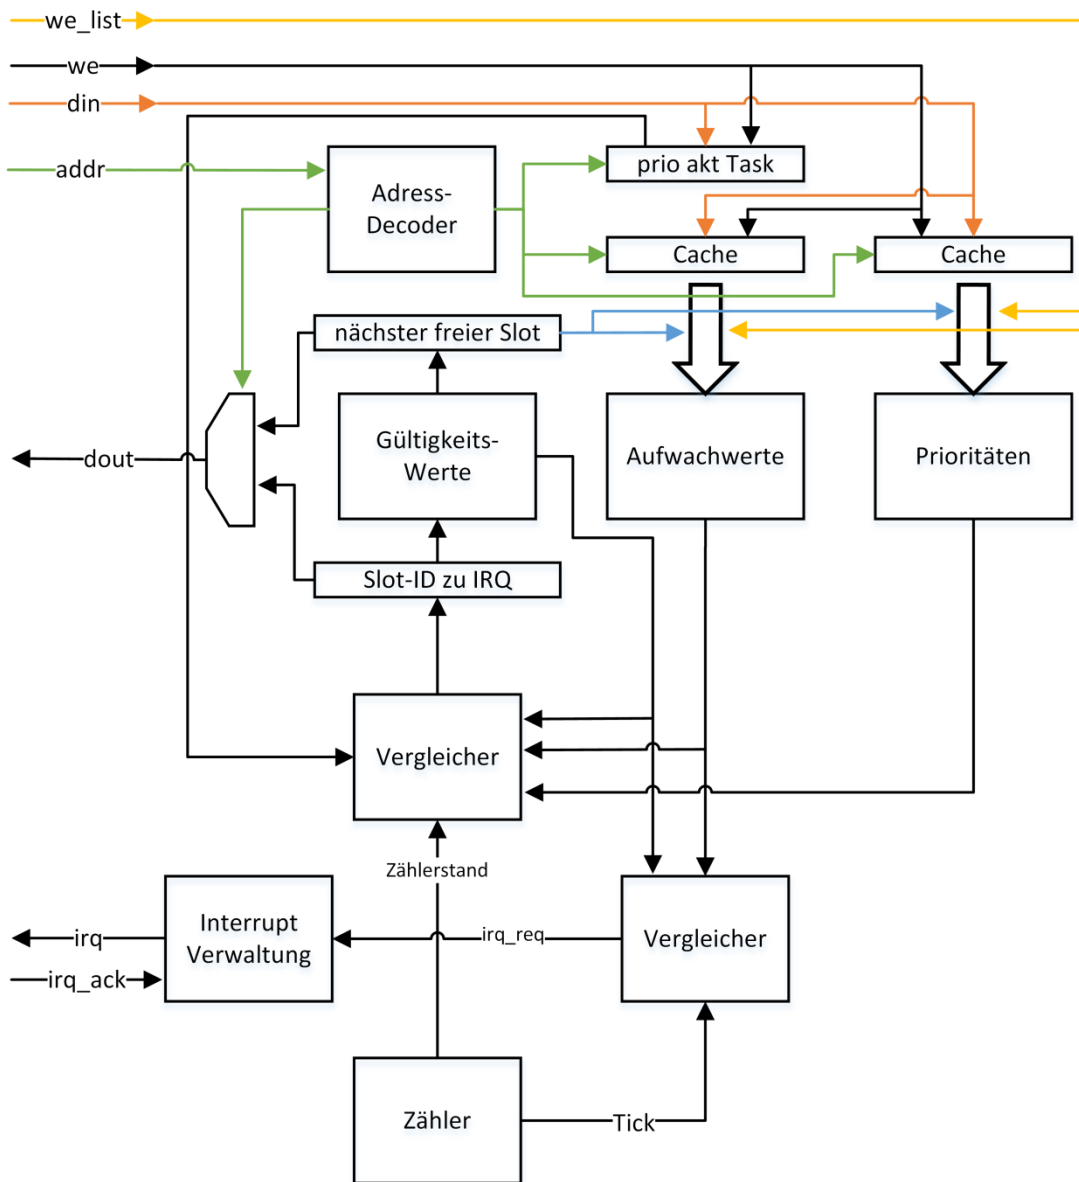 we_list
we
din
addr
prio akt Task
Adress-
Decoder
Cache
Cache
nächster freier Slot
Gültigkeits-
Werte
Aufwachwerte
Prioritäten
dout
Slot-ID zu IRQ
Vergleicher
Zählerstand
Interrupt
Verwaltung
irq
irq_ack
irq_req
Vergleicher
Zähler
Tick